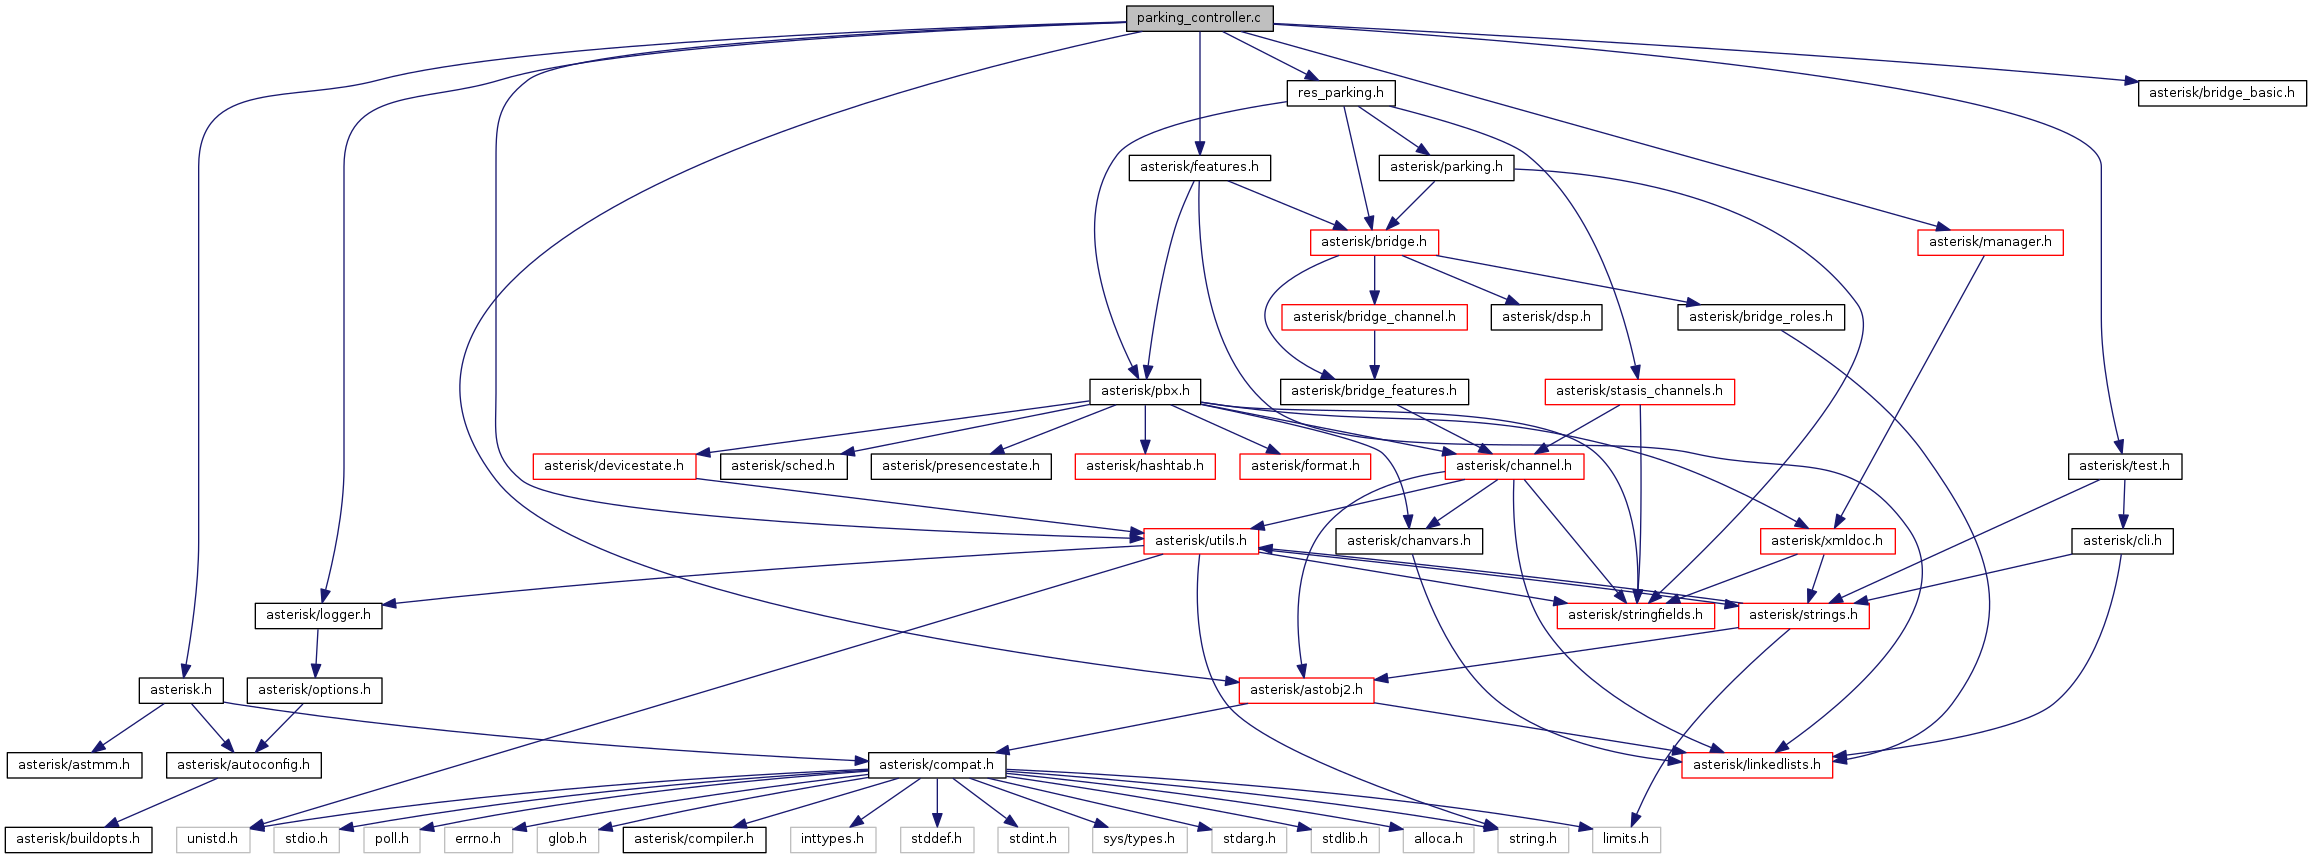 parking_controller.c
res_parking.h
asterisk/bridge_basic.h
asterisk/features.h
asterisk/parking.h
asterisk/bridge.h
asterisk/manager.h
asterisk/bridge_channel.h
asterisk/dsp.h
asterisk/bridge_roles.h
asterisk/pbx.h
asterisk/bridge_features.h
asterisk/stasis_channels.h
asterisk/devicestate.h
asterisk/sched.h
asterisk/presencestate.h
asterisk/hashtab.h
asterisk/format.h
asterisk/channel.h
asterisk/test.h
asterisk/utils.h
asterisk/chanvars.h
asterisk/xmldoc.h
asterisk/cli.h
asterisk/logger.h
asterisk/stringfields.h
asterisk/strings.h
asterisk.h
asterisk/options.h
asterisk/astobj2.h
asterisk/astmm.h
asterisk/autoconfig.h
asterisk/compat.h
asterisk/linkedlists.h
asterisk/buildopts.h
unistd.h
stdio.h
poll.h
errno.h
glob.h
asterisk/compiler.h
inttypes.h
stddef.h
stdint.h
sys/types.h
stdarg.h
stdlib.h
alloca.h
string.h
limits.h